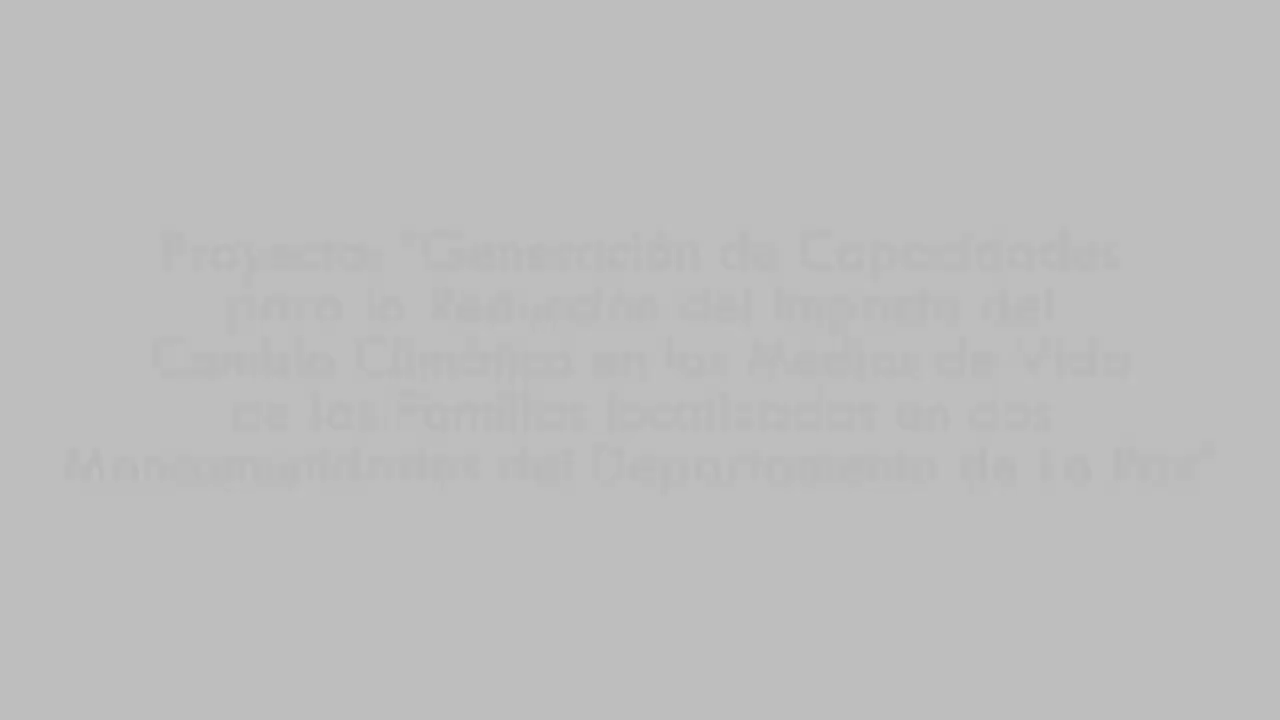 Proyecto: "Generación de Capacidades
para la Reducción del Impacto del
Cambio Climático en los Medios de Vida
de las Familias localizadas en dos
Mancomunidades del Departamento de La Paz"